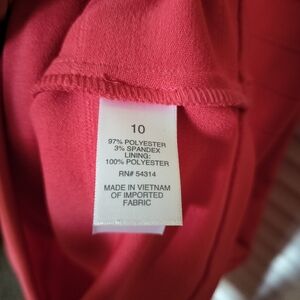 10
97% POLYESTER
3% SPANDEX
LINING:
100% POLYESTER
RN# 54314
MADE IN VIETNAM
OF IMPORTED
FABRIC